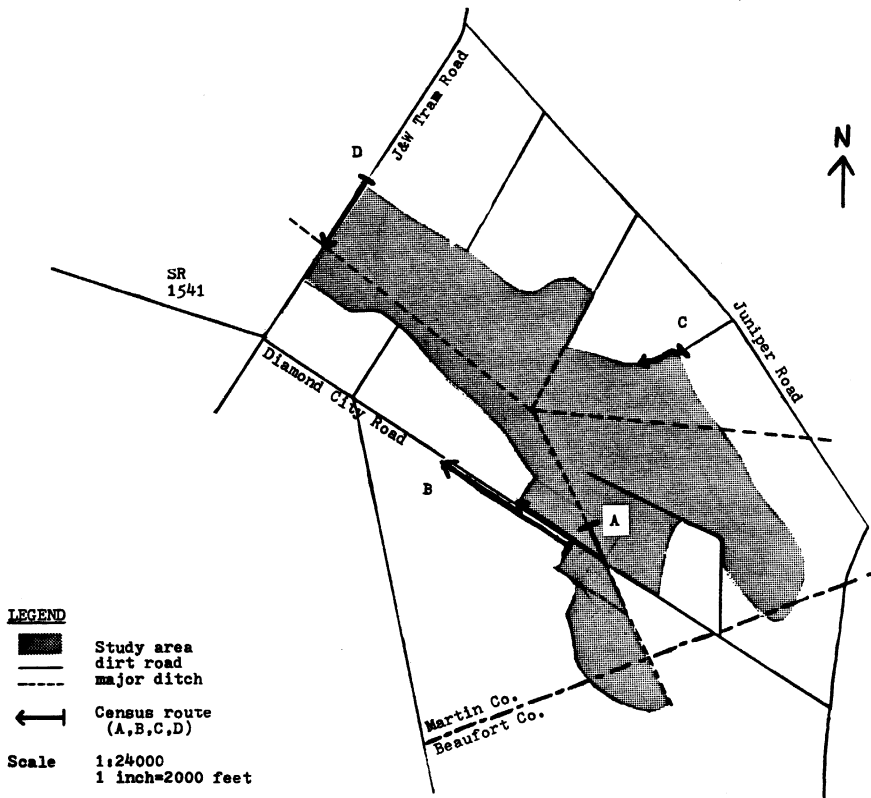 J&W Tram Road
D
N
SR
1541
C
Juniper Road
Diamond City Road
B
A
LEGEND
Study area
dirt road
major ditch
Census route
(A,B,C,D)
Scale 1:24000
1 inch=2000 feet
Martin Co.
Beaufort Co.